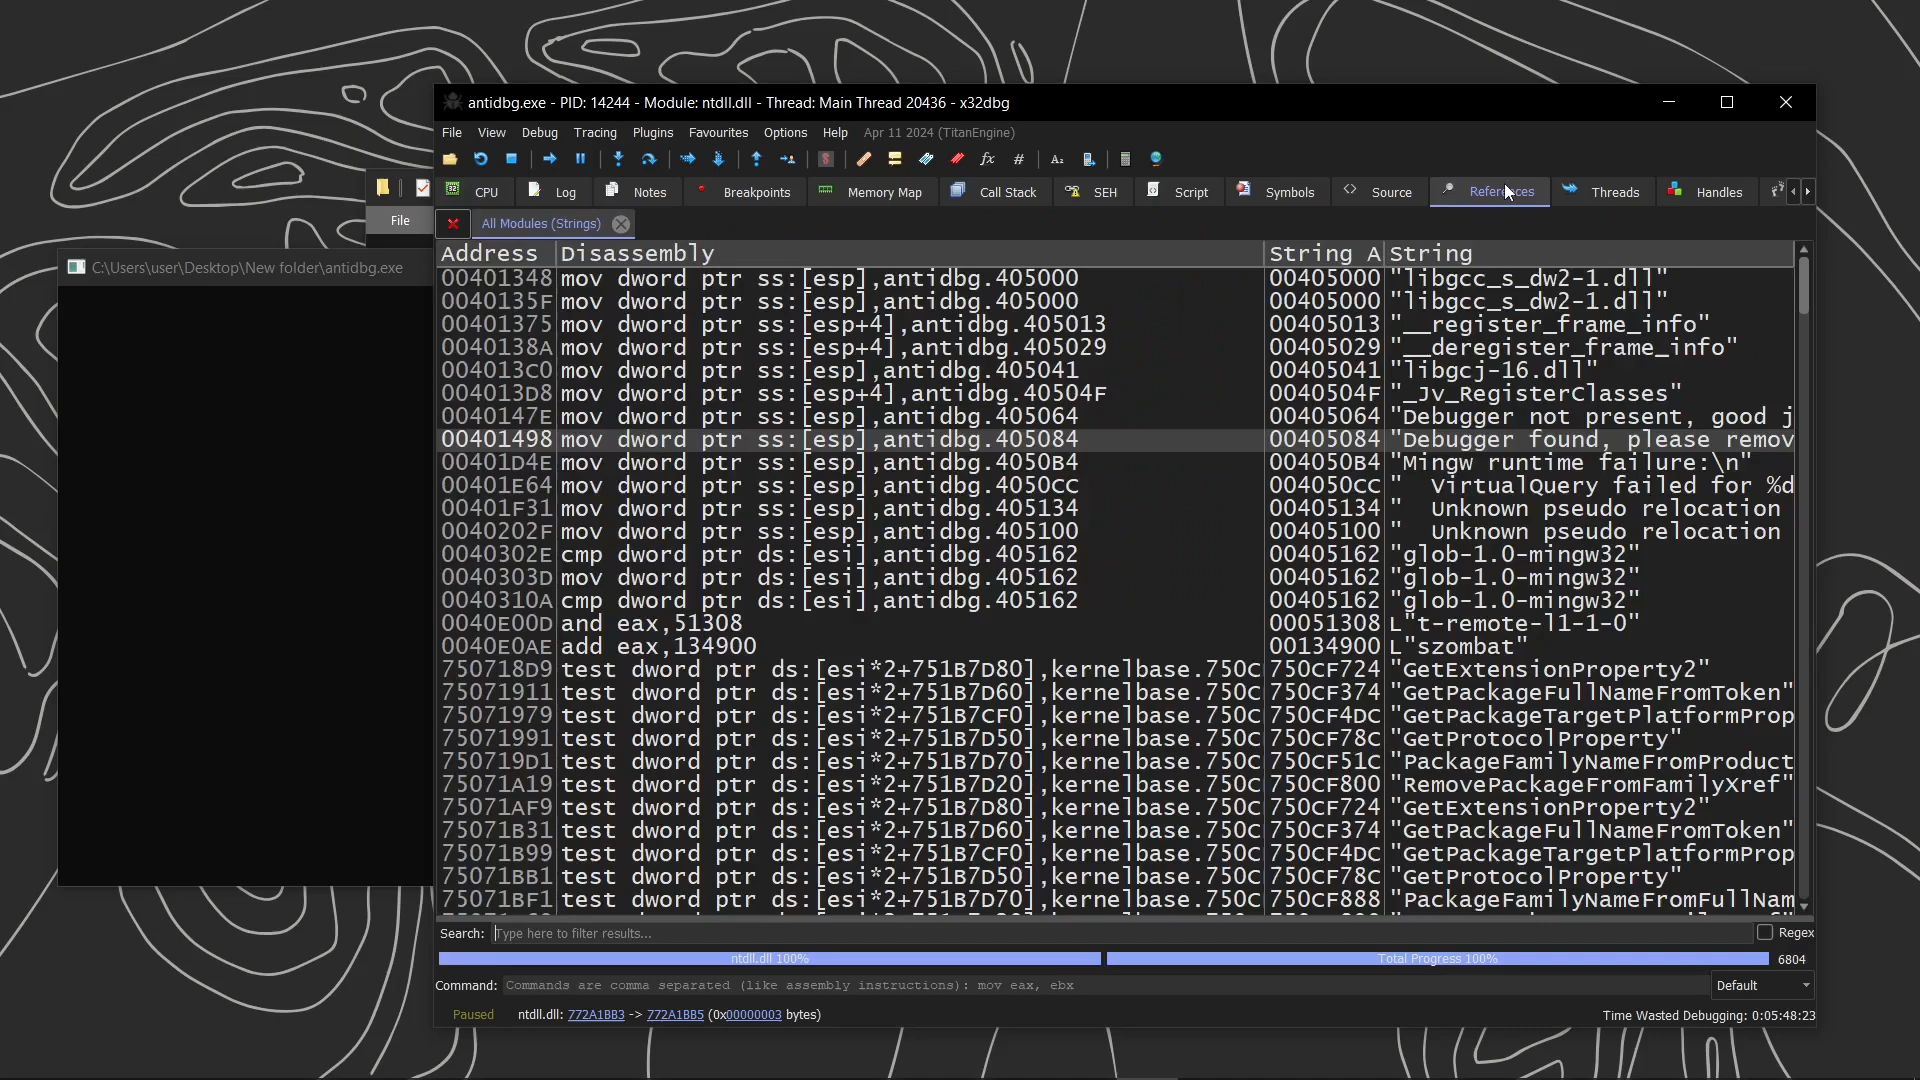 antidbg.exe - PID: 14244 - Module: ntdll.dll - Thread: Main Thread 20436 - x32dbg
File View Debug Tracing Plugins Favourites Options Help Apr 11 2024 (TitanEngine)
CPU Log Notes Breakpoints Memory Map Call Stack SEH Script Symbols Source References Threads Handles
File
All Modules (Strings)
C:\Users\user\Desktop\New folder\antidbg.exe
Address Disassembly String A String
00401348 mov dword ptr ss:[esp],antidbg.405000 00405000 "libgcc_s_dw2-1.dll"
0040135F mov dword ptr ss:[esp],antidbg.405000 00405000 "libgcc_s_dw2-1.dll"
00401375 mov dword ptr ss:[esp+4],antidbg.405013 00405013 "__register_frame_info"
0040138A mov dword ptr ss:[esp+4],antidbg.405029 00405029 "__deregister_frame_info"
004013C0 mov dword ptr ss:[esp],antidbg.405041 00405041 "libgcj-16.dll"
004013D8 mov dword ptr ss:[esp+4],antidbg.40504F 0040504F "_Jv_RegisterClasses"
0040147E mov dword ptr ss:[esp],antidbg.405064 00405064 "Debugger not present, good j
00401498 mov dword ptr ss:[esp],antidbg.405084 00405084 "Debugger found, please remov
00401D4E mov dword ptr ss:[esp],antidbg.4050B4 004050B4 "Mingw runtime failure:\n"
00401E64 mov dword ptr ss:[esp],antidbg.4050CC 004050CC "  VirtualQuery failed for %d
00401F31 mov dword ptr ss:[esp],antidbg.405134 00405134 "  Unknown pseudo relocation
0040202F mov dword ptr ss:[esp],antidbg.405100 00405100 "  Unknown pseudo relocation
0040302E cmp dword ptr ds:[esi],antidbg.405162 00405162 "glob-1.0-mingw32"
0040303D mov dword ptr ds:[esi],antidbg.405162 00405162 "glob-1.0-mingw32"
0040310A cmp dword ptr ds:[esi],antidbg.405162 00405162 "glob-1.0-mingw32"
0040E00D and eax,51308 00051308 L"t-remote-l1-1-0"
0040E0AE add eax,134900 00134900 L"szombat"
750718D9 test dword ptr ds:[esi*2+751B7D80],kernelbase.750C 750CF724 "GetExtensionProperty2"
75071911 test dword ptr ds:[esi*2+751B7D60],kernelbase.750C 750CF374 "GetPackageFullNameFromToken"
75071979 test dword ptr ds:[esi*2+751B7CF0],kernelbase.750C 750CF4DC "GetPackageTargetPlatformProp
75071991 test dword ptr ds:[esi*2+751B7D50],kernelbase.750C 750CF78C "GetProtocolProperty"
750719D1 test dword ptr ds:[esi*2+751B7D70],kernelbase.750C 750CF51C "PackageFamilyNameFromProduct
75071A19 test dword ptr ds:[esi*2+751B7D20],kernelbase.750C 750CF800 "RemovePackageFromFamilyXref"
75071AF9 test dword ptr ds:[esi*2+751B7D80],kernelbase.750C 750CF724 "GetExtensionProperty2"
75071B31 test dword ptr ds:[esi*2+751B7D60],kernelbase.750C 750CF374 "GetPackageFullNameFromToken"
75071B99 test dword ptr ds:[esi*2+751B7CF0],kernelbase.750C 750CF4DC "GetPackageTargetPlatformProp
75071BB1 test dword ptr ds:[esi*2+751B7D50],kernelbase.750C 750CF78C "GetProtocolProperty"
75071BF1 test dword ptr ds:[esi*2+751B7D70],kernelbase.750C 750CF888 "PackageFamilyNameFromFullNam
Search: Type here to filter results... Regex
ntdll.dll 100% Total Progress 100% 6804
Command: Commands are comma separated (like assembly instructions): mov eax, ebx Default
Paused ntdll.dll: 772A1BB3 -> 772A1BB5 (0x00000003 bytes) Time Wasted Debugging: 0:05:48:23